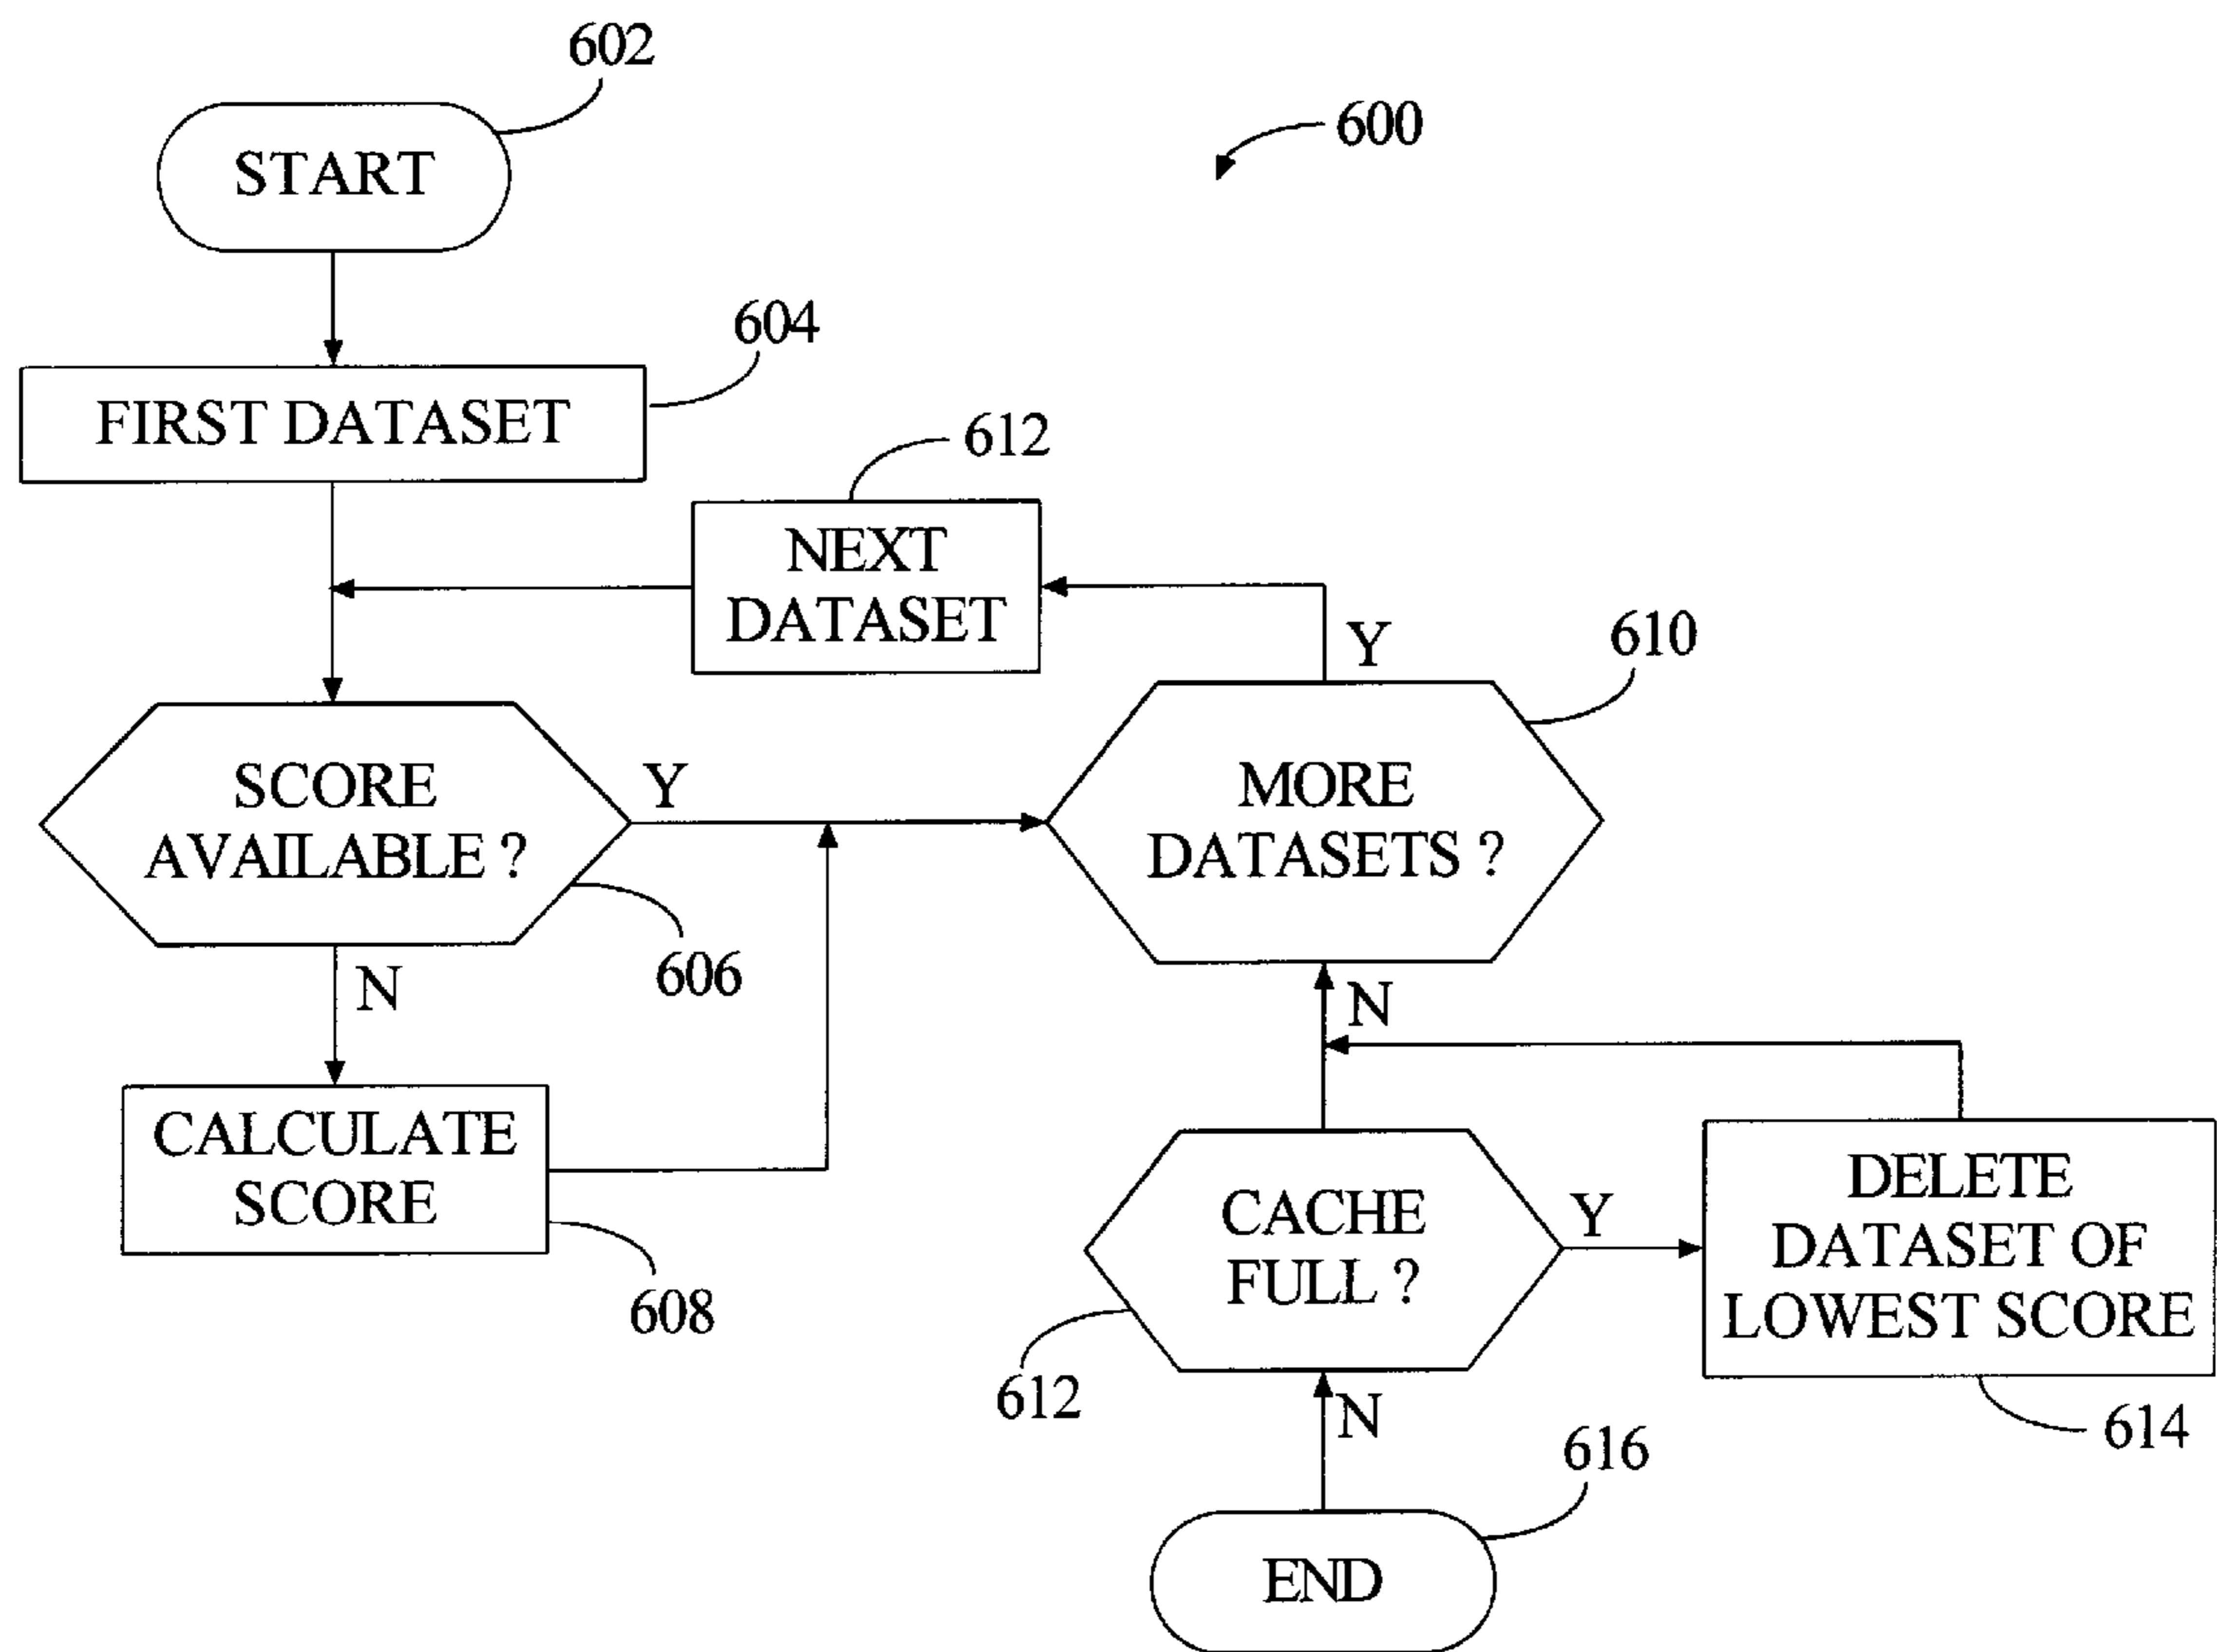 602
600
START
604
FIRST DATASET
612
NEXT
DATASET
Y
610
SCORE
AVAILABLE ?
Y
MORE
DATASETS ?
606
N
N
CALCULATE
SCORE
608
CACHE
FULL ?
Y
DELETE
DATASET OF
LOWEST SCORE
612
N
614
616
END